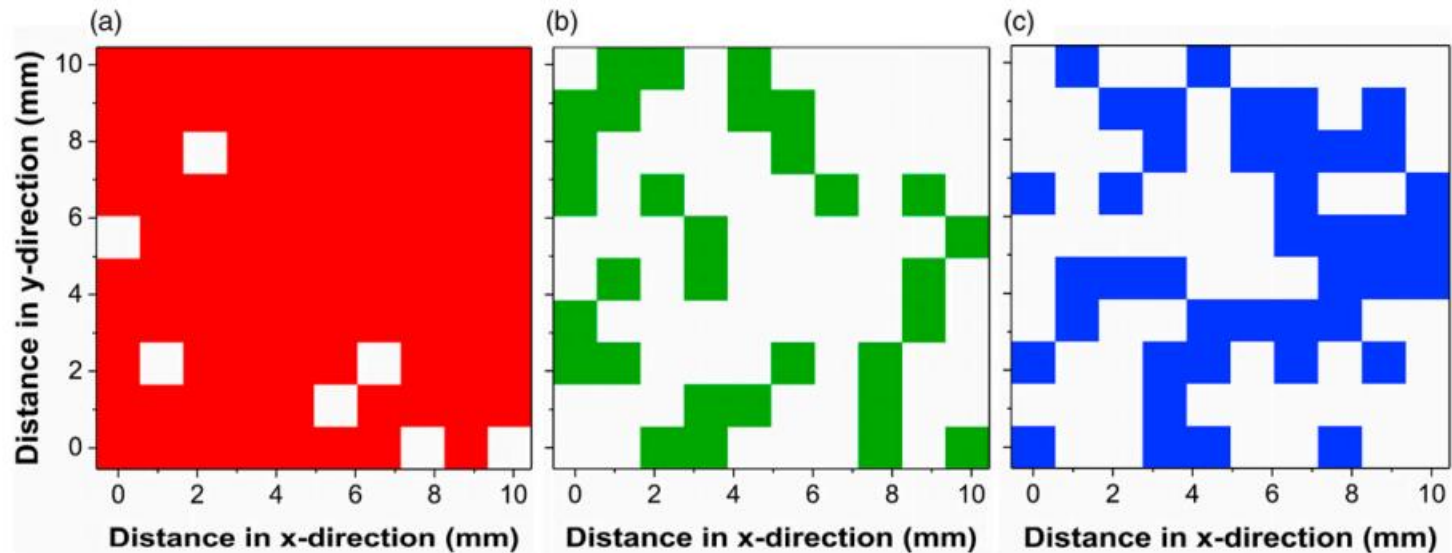 (a) (b) (c)
Distance in y-direction (mm)
10
8
6
4
2
0
0 2 4 6 8 10
0 2 4 6 8 10
0 2 4 6 8 10
Distance in x-direction (mm)
Distance in x-direction (mm)
Distance in x-direction (mm)